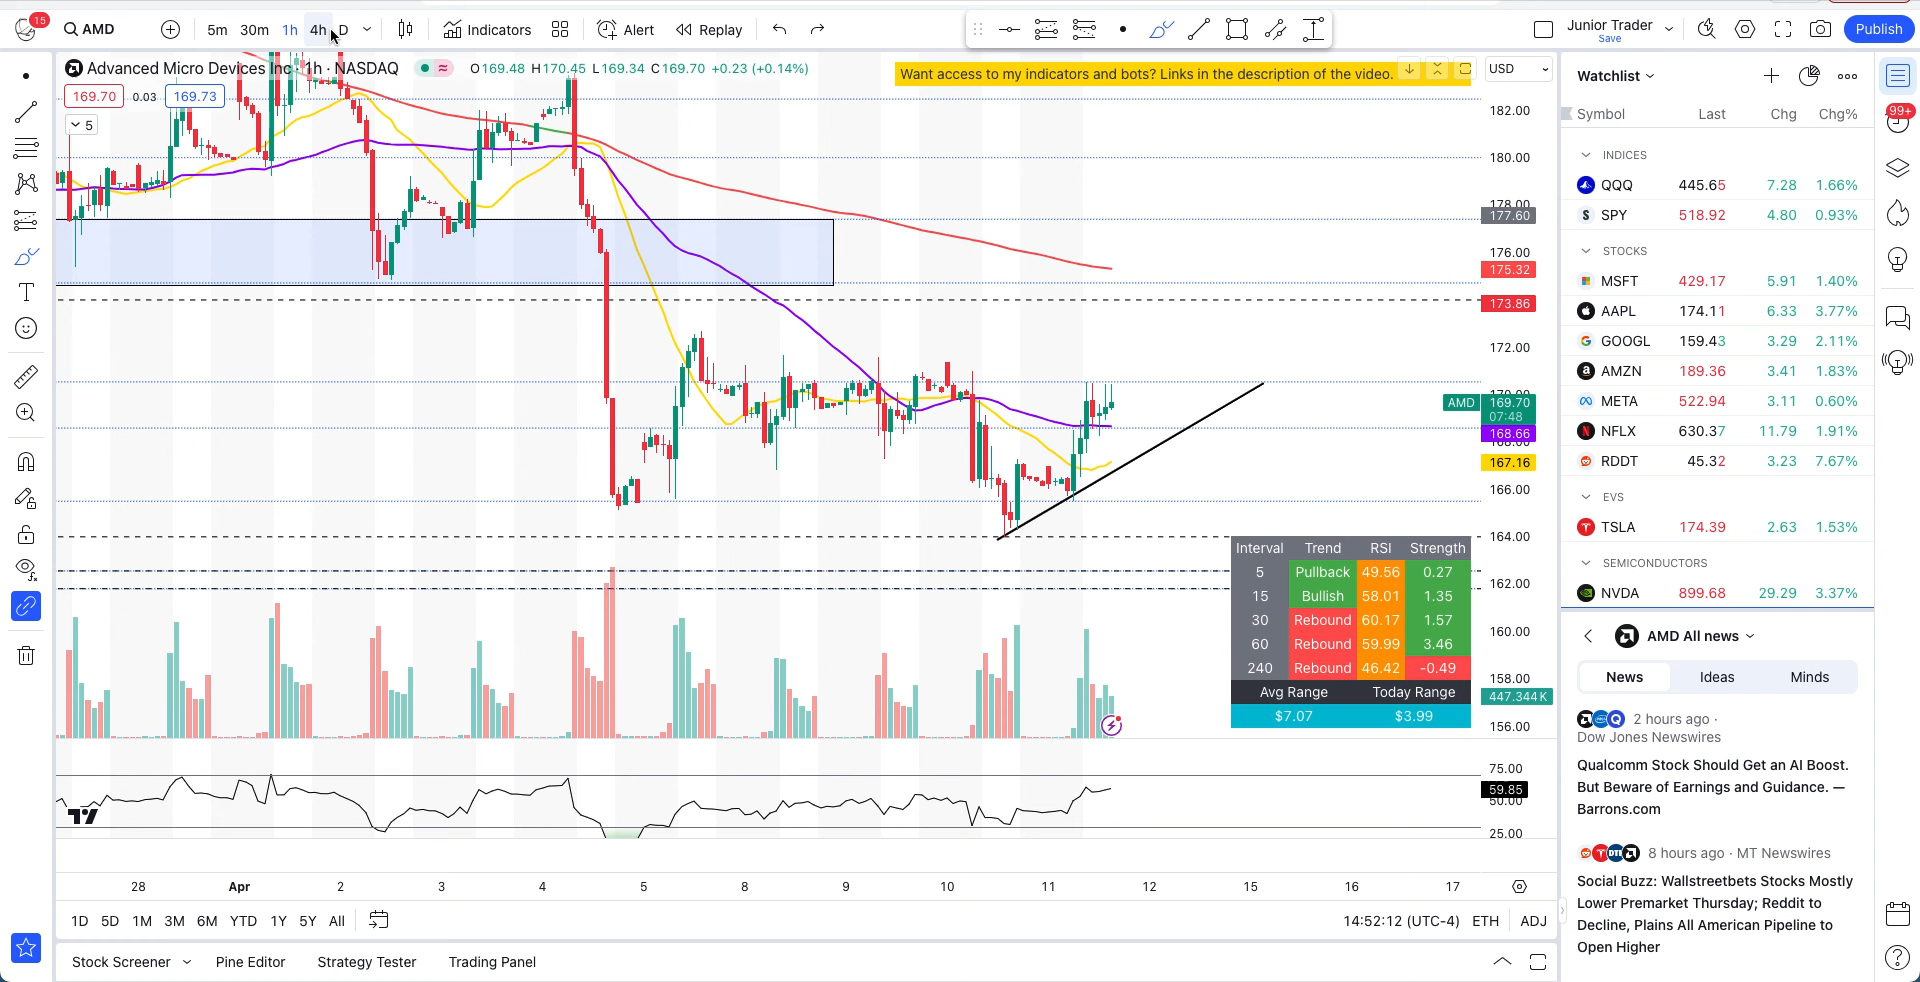 15
AMD
5m 30m 1h 4h D
Indicators
Alert
Replay
Junior Trader
Save
Publish
Advanced Micro Devices Inc · 1h · NASDAQ
O169.48 H170.45 L169.34 C169.70 +0.23 (+0.14%)
169.70 0.03 169.73
5
Want access to my indicators and bots? Links in the description of the video.
USD
182.00
180.00
178.00
177.60
176.00
175.32
173.86
172.00
170.00
AMD 169.70
07:48
168.66
168.00
167.16
166.00
164.00
162.00
160.00
158.00
447.344K
156.00
75.00
59.85
50.00
25.00
Interval Trend RSI Strength
5 Pullback 49.56 0.27
15 Bullish 58.01 1.35
30 Rebound 60.17 1.57
60 Rebound 59.99 3.46
240 Rebound 46.42 -0.49
Avg Range Today Range
$7.07 $3.99
28 Apr 2 3 4 5 8 9 10 11 12 15 16 17
1D 5D 1M 3M 6M YTD 1Y 5Y All
14:52:12 (UTC-4) ETH ADJ
Stock Screener Pine Editor Strategy Tester Trading Panel
Watchlist
Symbol Last Chg Chg%
INDICES
QQQ 445.65 7.28 1.66%
SPY 518.92 4.80 0.93%
STOCKS
MSFT 429.17 5.91 1.40%
AAPL 174.11 6.33 3.77%
GOOGL 159.43 3.29 2.11%
AMZN 189.36 3.41 1.83%
META 522.94 3.11 0.60%
NFLX 630.37 11.79 1.91%
RDDT 45.32 3.23 7.67%
EVS
TSLA 174.39 2.63 1.53%
SEMICONDUCTORS
NVDA 899.68 29.29 3.37%
AMD All news
News Ideas Minds
2 hours ago ·
Dow Jones Newswires
Qualcomm Stock Should Get an AI Boost.
But Beware of Earnings and Guidance. —
Barrons.com
8 hours ago · MT Newswires
Social Buzz: Wallstreetbets Stocks Mostly
Lower Premarket Thursday; Reddit to
Decline, Plains All American Pipeline to
Open Higher
99+